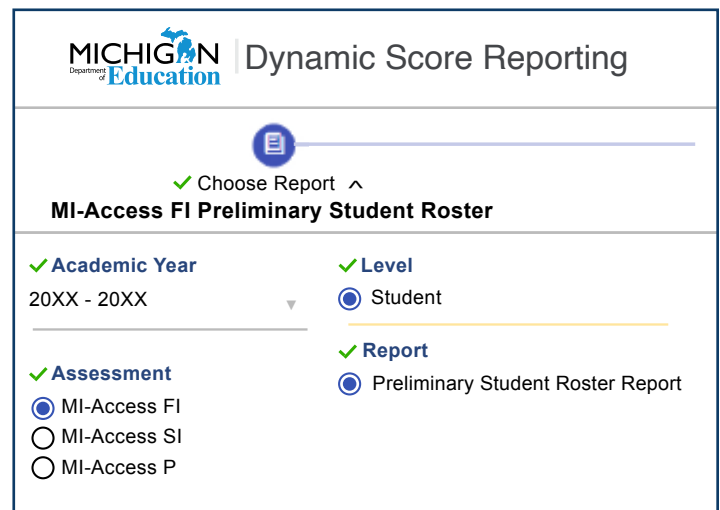 MICHIGAN
Department of Education
Dynamic Score Reporting
Choose Report
MI-Access FI Preliminary Student Roster
Academic Year
20XX - 20XX
Assessment
MI-Access FI
MI-Access SI
MI-Access P
Level
Student
Report
Preliminary Student Roster Report